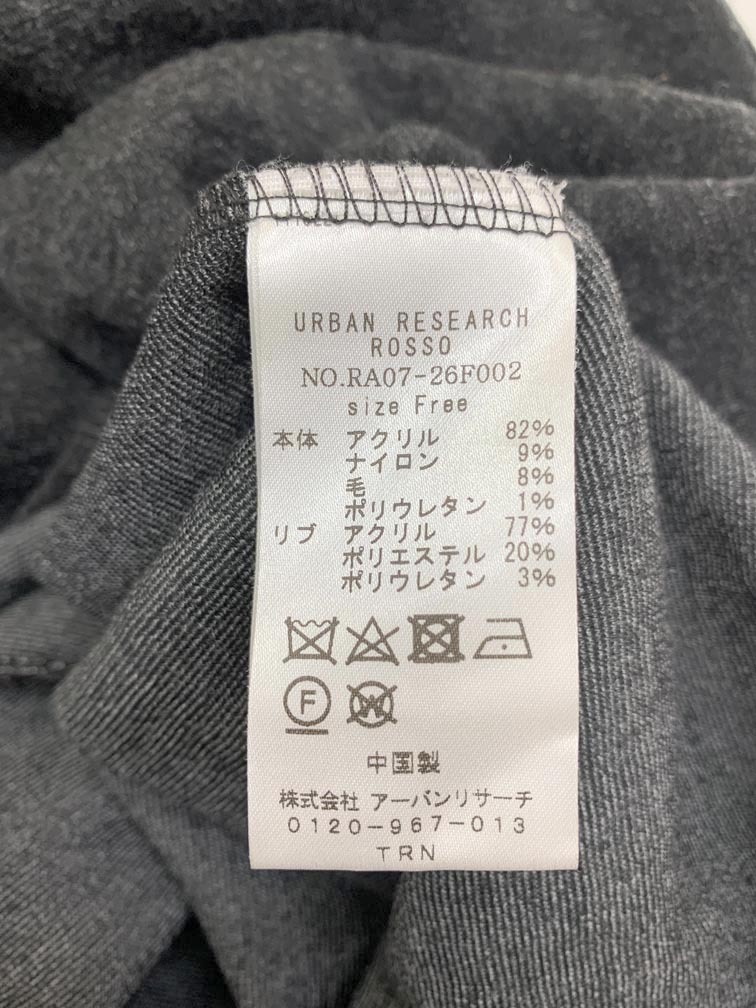 URBAN RESEARCH
ROSSO
NO.RA07-26F002
size Free
本体 アクリル 82%
ナイロン 9%
毛 8%
ポリウレタン 1%
リブ アクリル 77%
ポリエステル 20%
ポリウレタン 3%
F
W
中国製
株式会社 アーバンリサーチ
0120-967-013
TRN